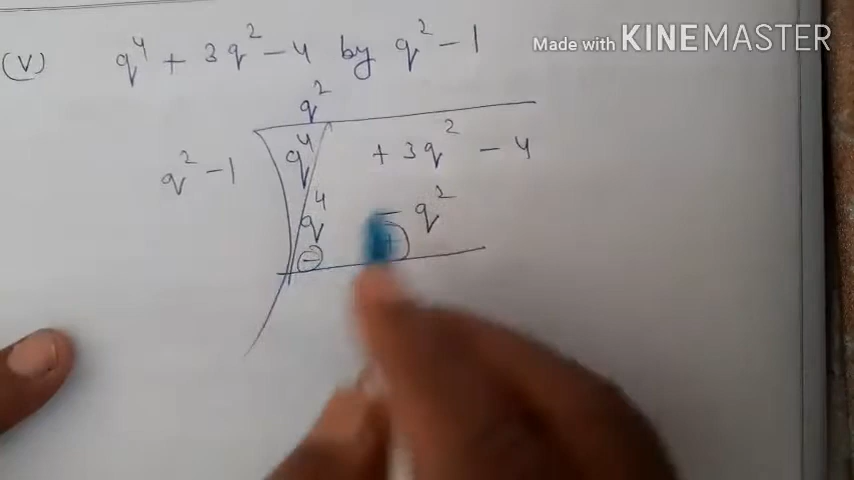 Made with KINEMASTER
(V) q⁴ + 3q² - 4 by q² - 1
q²
q² - 1 q⁴ + 3q² - 4
q⁴ - q²
⊖ ⊕